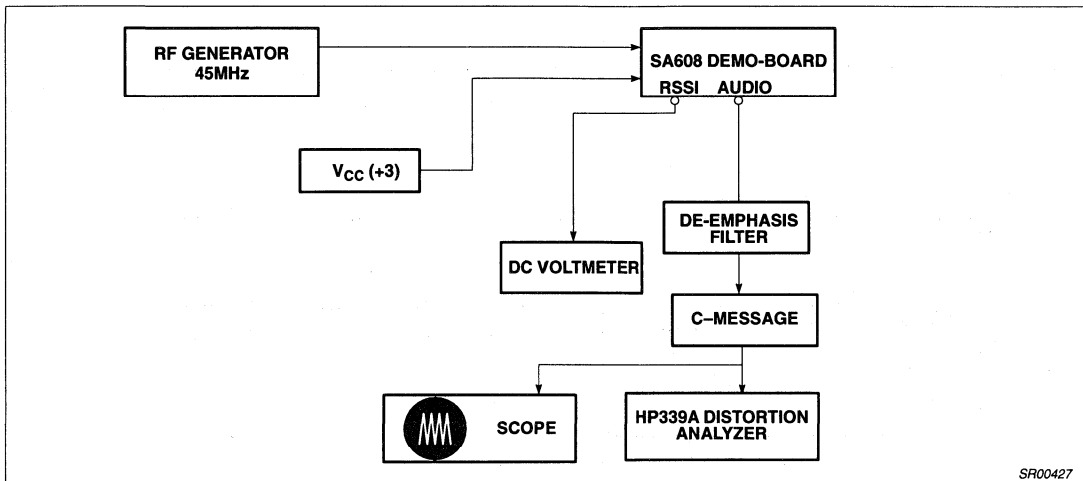 RF GENERATOR
45MHz
SA608 DEMO-BOARD
RSSI AUDIO
VCC (+3)
DE-EMPHASIS
FILTER
DC VOLTMETER
C–MESSAGE
SCOPE
HP339A DISTORTION
ANALYZER
SR00427